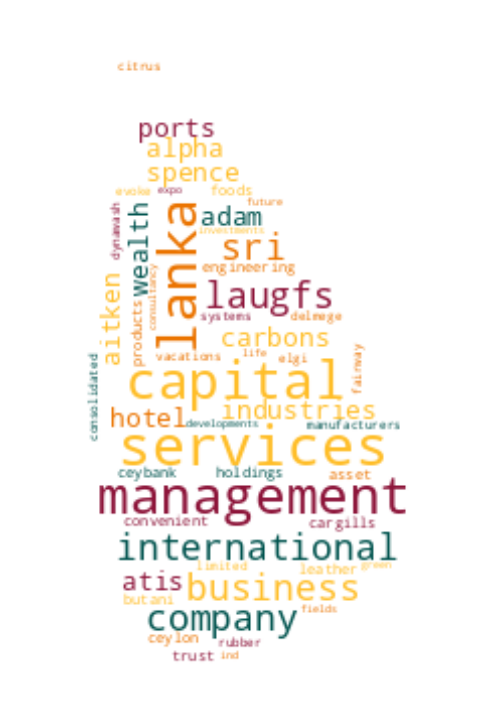 citrus
ports
alpha
spence
evoke expo foods
future
dynawash wealth lanka adam
investments
sri
engineering
consultancy
aitken products laugfs
systems delmege
carbons
vacations life elgi fairway
consolidated capital
industries
hotel developments manufacturers
services
ceybank holdings asset
management
convenient cargills
international
limited leather green
atis business
butani fields
company
ceylon rubber
trust ind